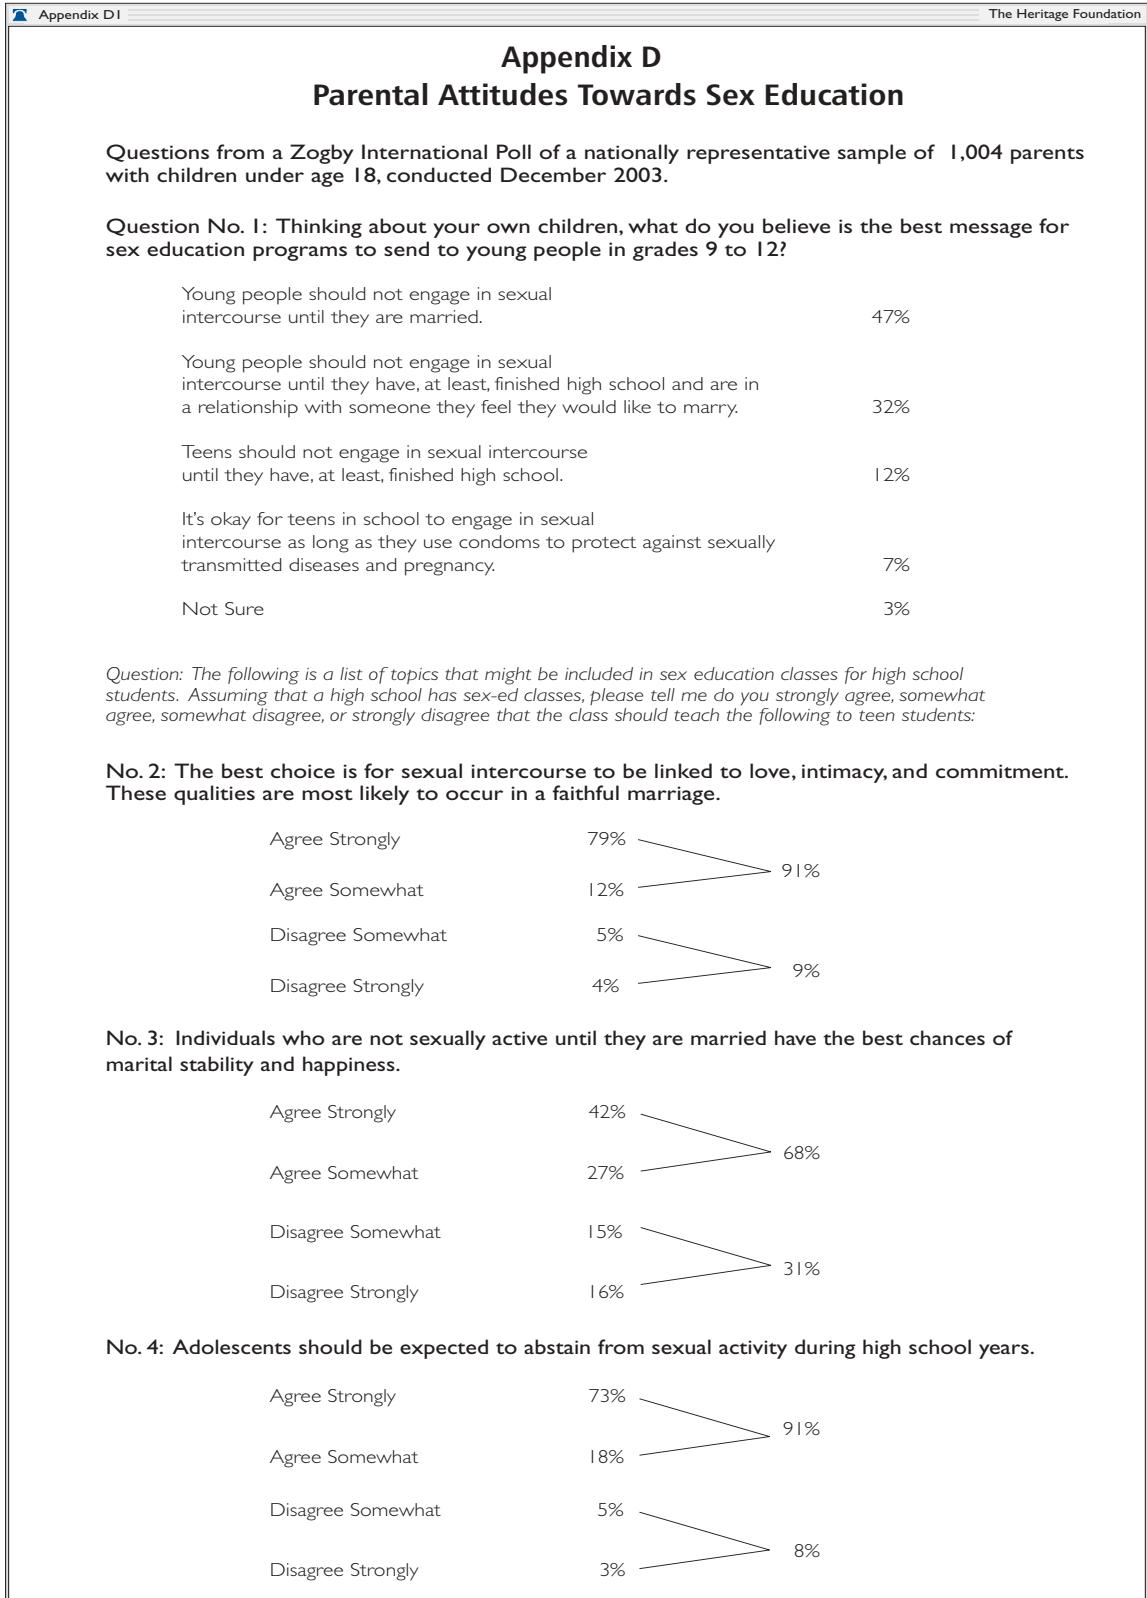 Appendix D1 The Heritage Foundation
Appendix D
Parental Attitudes Towards Sex Education
Questions from a Zogby International Poll of a nationally representative sample of 1,004 parents
with children under age 18, conducted December 2003.
Question No. 1: Thinking about your own children, what do you believe is the best message for
sex education programs to send to young people in grades 9 to 12?
Young people should not engage in sexual
intercourse until they are married. 47%
Young people should not engage in sexual
intercourse until they have, at least, finished high school and are in
a relationship with someone they feel they would like to marry. 32%
Teens should not engage in sexual intercourse
until they have, at least, finished high school. 12%
It's okay for teens in school to engage in sexual
intercourse as long as they use condoms to protect against sexually
transmitted diseases and pregnancy. 7%
Not Sure 3%
Question: The following is a list of topics that might be included in sex education classes for high school
students. Assuming that a high school has sex-ed classes, please tell me do you strongly agree, somewhat
agree, somewhat disagree, or strongly disagree that the class should teach the following to teen students:
No. 2: The best choice is for sexual intercourse to be linked to love, intimacy, and commitment.
These qualities are most likely to occur in a faithful marriage.
Agree Strongly 79%
91%
Agree Somewhat 12%
Disagree Somewhat 5%
9%
Disagree Strongly 4%
No. 3: Individuals who are not sexually active until they are married have the best chances of
marital stability and happiness.
Agree Strongly 42%
68%
Agree Somewhat 27%
Disagree Somewhat 15%
31%
Disagree Strongly 16%
No. 4: Adolescents should be expected to abstain from sexual activity during high school years.
Agree Strongly 73%
91%
Agree Somewhat 18%
Disagree Somewhat 5%
8%
Disagree Strongly 3%